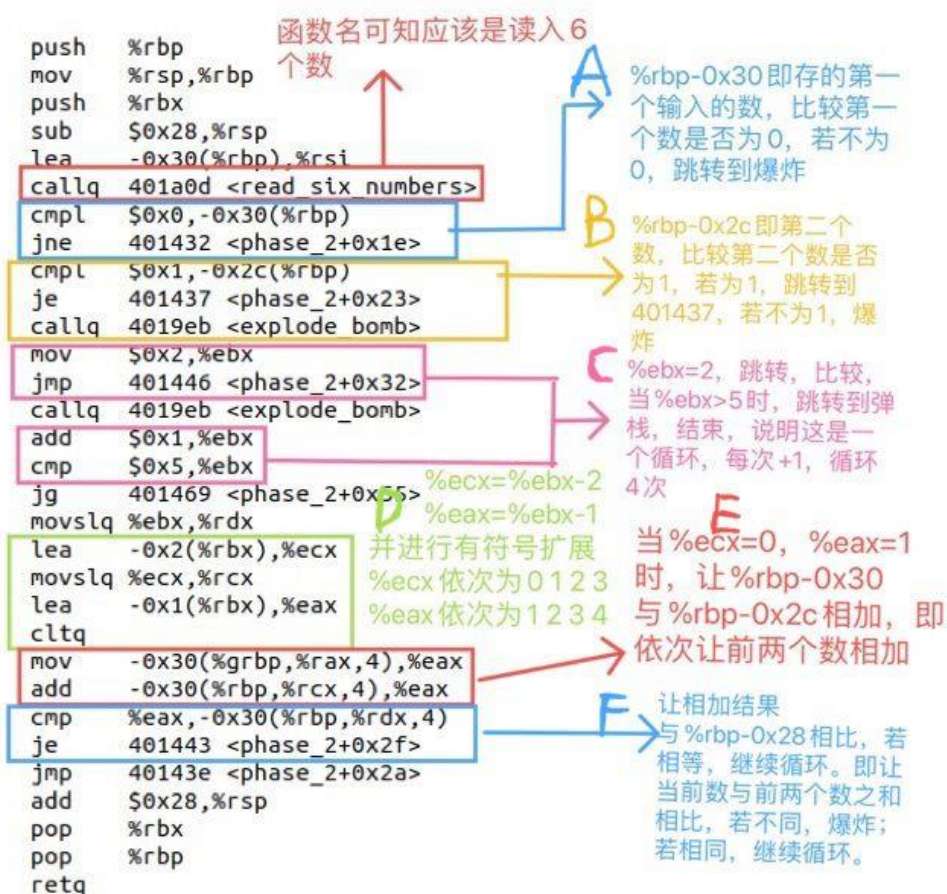 函数名可知应该是读入6
个数
push %rbp
mov %rsp,%rbp
push %rbx
sub $0x28,%rsp
lea -0x30(%rbp),%rsi
callq 401a0d <read_six_numbers>
cmpl $0x0,-0x30(%rbp)
jne 401432 <phase_2+0x1e>
cmpl $0x1,-0x2c(%rbp)
je 401437 <phase_2+0x23>
callq 4019eb <explode_bomb>
mov $0x2,%ebx
jmp 401446 <phase_2+0x32>
callq 4019eb <explode_bomb>
add $0x1,%ebx
cmp $0x5,%ebx
jg 401469 <phase_2+0x55>
movslq %ebx,%rdx
lea -0x2(%rbx),%ecx
movslq %ecx,%rcx
lea -0x1(%rbx),%eax
cltq
mov -0x30(%grbp,%rax,4),%eax
add -0x30(%rbp,%rcx,4),%eax
cmp %eax,-0x30(%rbp,%rdx,4)
je 401443 <phase_2+0x2f>
jmp 40143e <phase_2+0x2a>
add $0x28,%rsp
pop %rbx
pop %rbp
retq
A
%rbp-0x30即存的第一
个输入的数，比较第一
个数是否为0，若不为
0，跳转到爆炸
B
%rbp-0x2c即第二个
数，比较第二个数是否
为1，若为1，跳转到
401437，若不为1，爆
炸
C
%ebx=2，跳转，比较，
当%ebx>5时，跳转到弹
栈，结束，说明这是一
个循环，每次+1，循环
4次
D
%ecx=%ebx-2
%eax=%ebx-1
并进行有符号扩展
%ecx依次为0123
%eax依次为1234
E
当%ecx=0，%eax=1
时，让%rbp-0x30
与%rbp-0x2c相加，即
依次让前两个数相加
F
让相加结果
与%rbp-0x28相比，若
相等，继续循环。即让
当前数与前两个数之和
相比，若不同，爆炸；
若相同，继续循环。